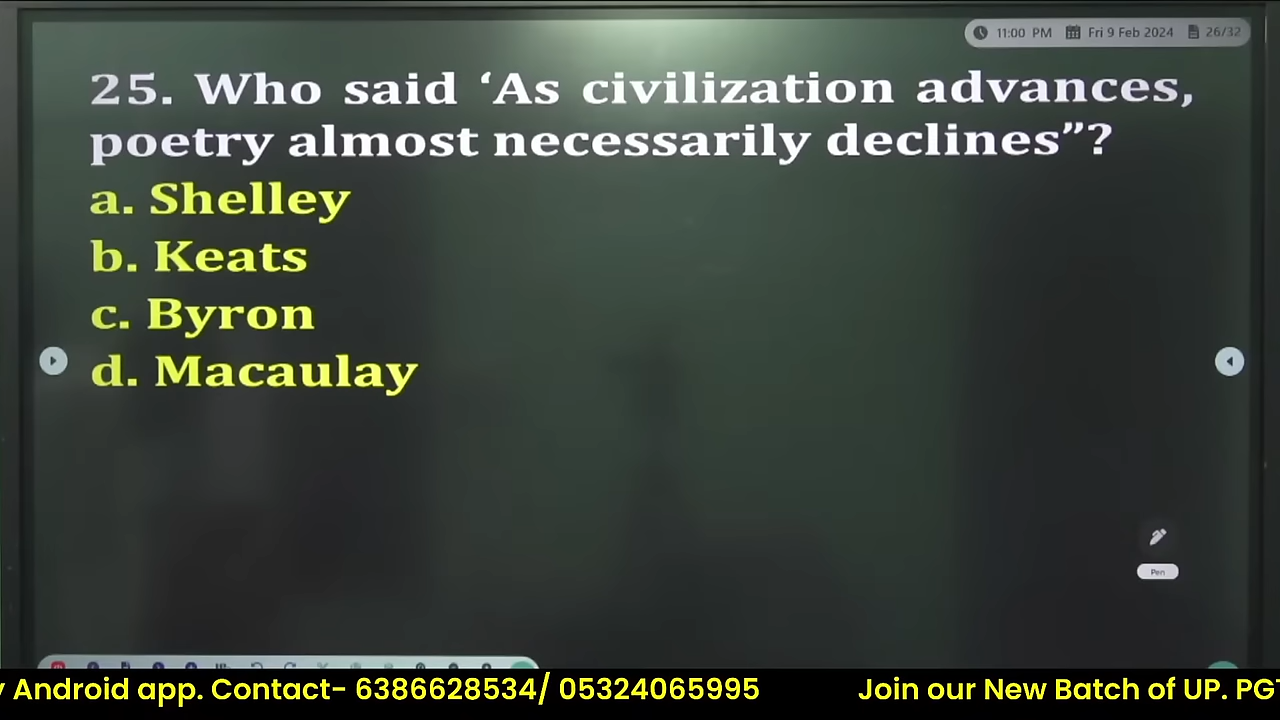 11:00 PM Fri 9 Feb 2024 26/32
25. Who said ‘As civilization advances,
poetry almost necessarily declines”?
a. Shelley
b. Keats
c. Byron
d. Macaulay
Pen
Android app. Contact- 6386628534/ 05324065995 Join our New Batch of UP. PGT